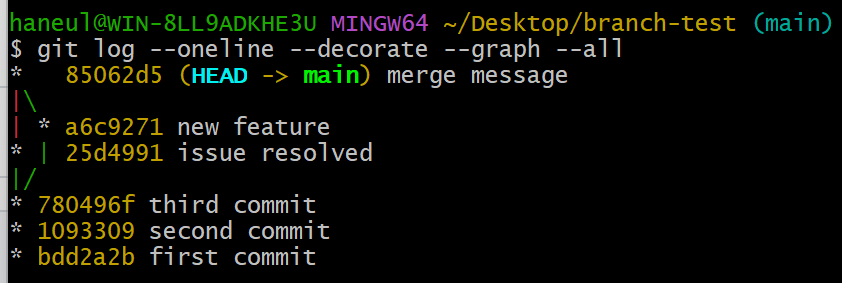 haneul@WIN-8LL9ADKHE3U MINGW64 ~/Desktop/branch-test (main)
$ git log --oneline --decorate --graph --all
*   85062d5 (HEAD -> main) merge message
|\
| * a6c9271 new feature
* | 25d4991 issue resolved
|/
* 780496f third commit
* 1093309 second commit
* bdd2a2b first commit